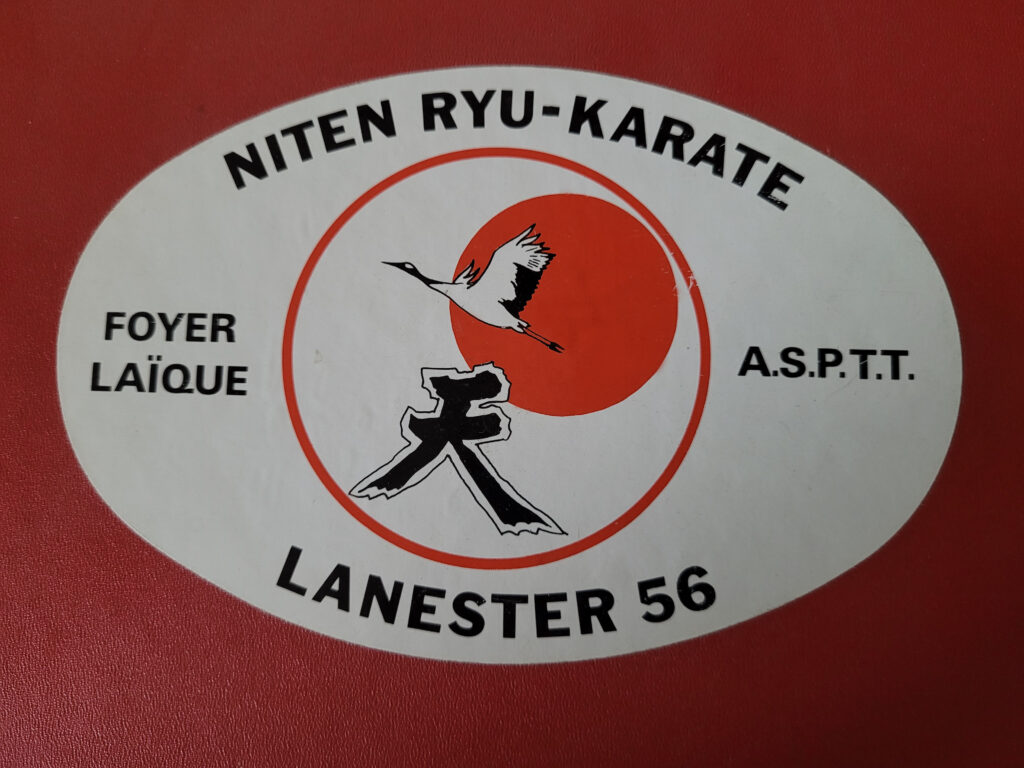 NITEN RYU-KARATE
FOYER
LAÏQUE
A.S.P.T.T.
天
LANESTER 56